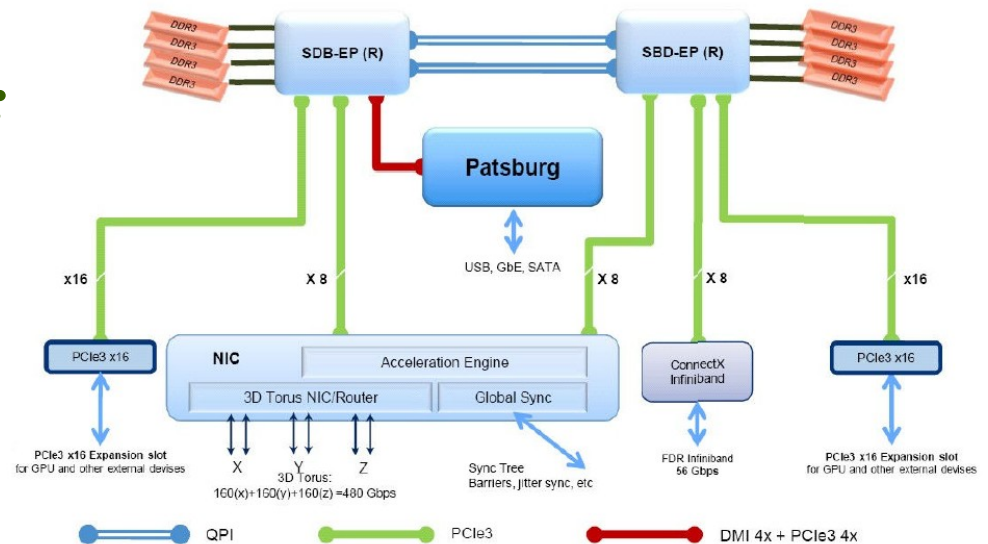 DDR3
DDR3
DDR3
DDR3
SDB-EP (R)
SBD-EP (R)
DDR3
DDR3
DDR3
DDR3
Patsburg
USB, GbE, SATA
x16
X 8
X 8
X 8
x16
PCIe3 x16
NIC
Acceleration Engine
3D Torus NIC/Router
Global Sync
ConnectX
Infiniband
PCIe3 x16
PCIe3 x16 Expansion slot
for GPU and other external devises
X
Y
Z
3D Torus:
160(x)+160(y)+160(z) =480 Gbps
Sync Tree
Barriers, jitter sync, etc
FDR Infiniband
56 Gbps
PCIe3 x16 Expansion slot
for GPU and other external devises
QPI
PCIe3
DMI 4x + PCIe3 4x